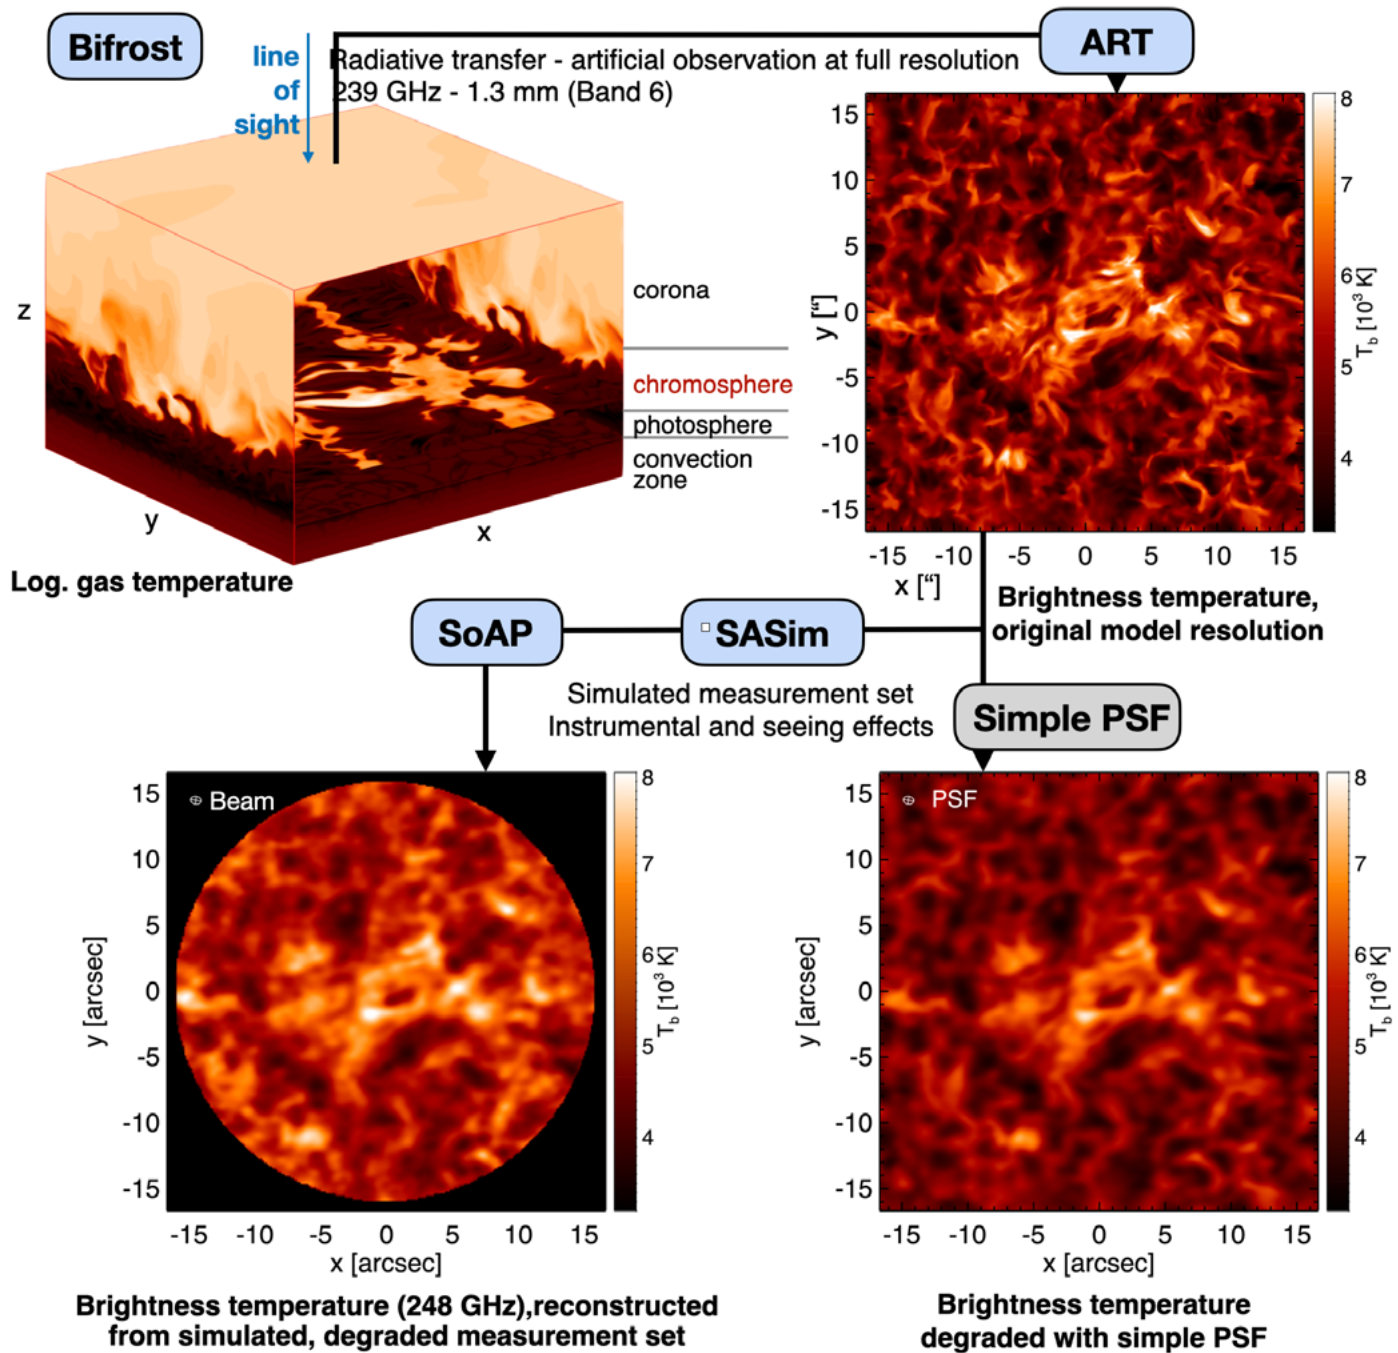 Bifrost
line
of
sight
Radiative transfer - artificial observation at full resolution
239 GHz - 1.3 mm (Band 6)
ART
z
y
x
corona
chromosphere
photosphere
convection
zone
Log. gas temperature
15
10
5
0
-5
-10
-15
y [“]
-15 -10 -5 0 5 10 15
x [“]
8
7
6
5
4
T_b [10³ K]
Brightness temperature,
original model resolution
SoAP
SASim
Simulated measurement set
Instrumental and seeing effects
Simple PSF
Beam
15
10
5
0
-5
-10
-15
y [arcsec]
-15 -10 -5 0 5 10 15
x [arcsec]
8
7
6
5
4
T_b [10³ K]
Brightness temperature (248 GHz),reconstructed
from simulated, degraded measurement set
PSF
15
10
5
0
-5
-10
-15
y [arcsec]
-15 -10 -5 0 5 10 15
x [arcsec]
8
7
6
5
4
T_b [10³ K]
Brightness temperature
degraded with simple PSF